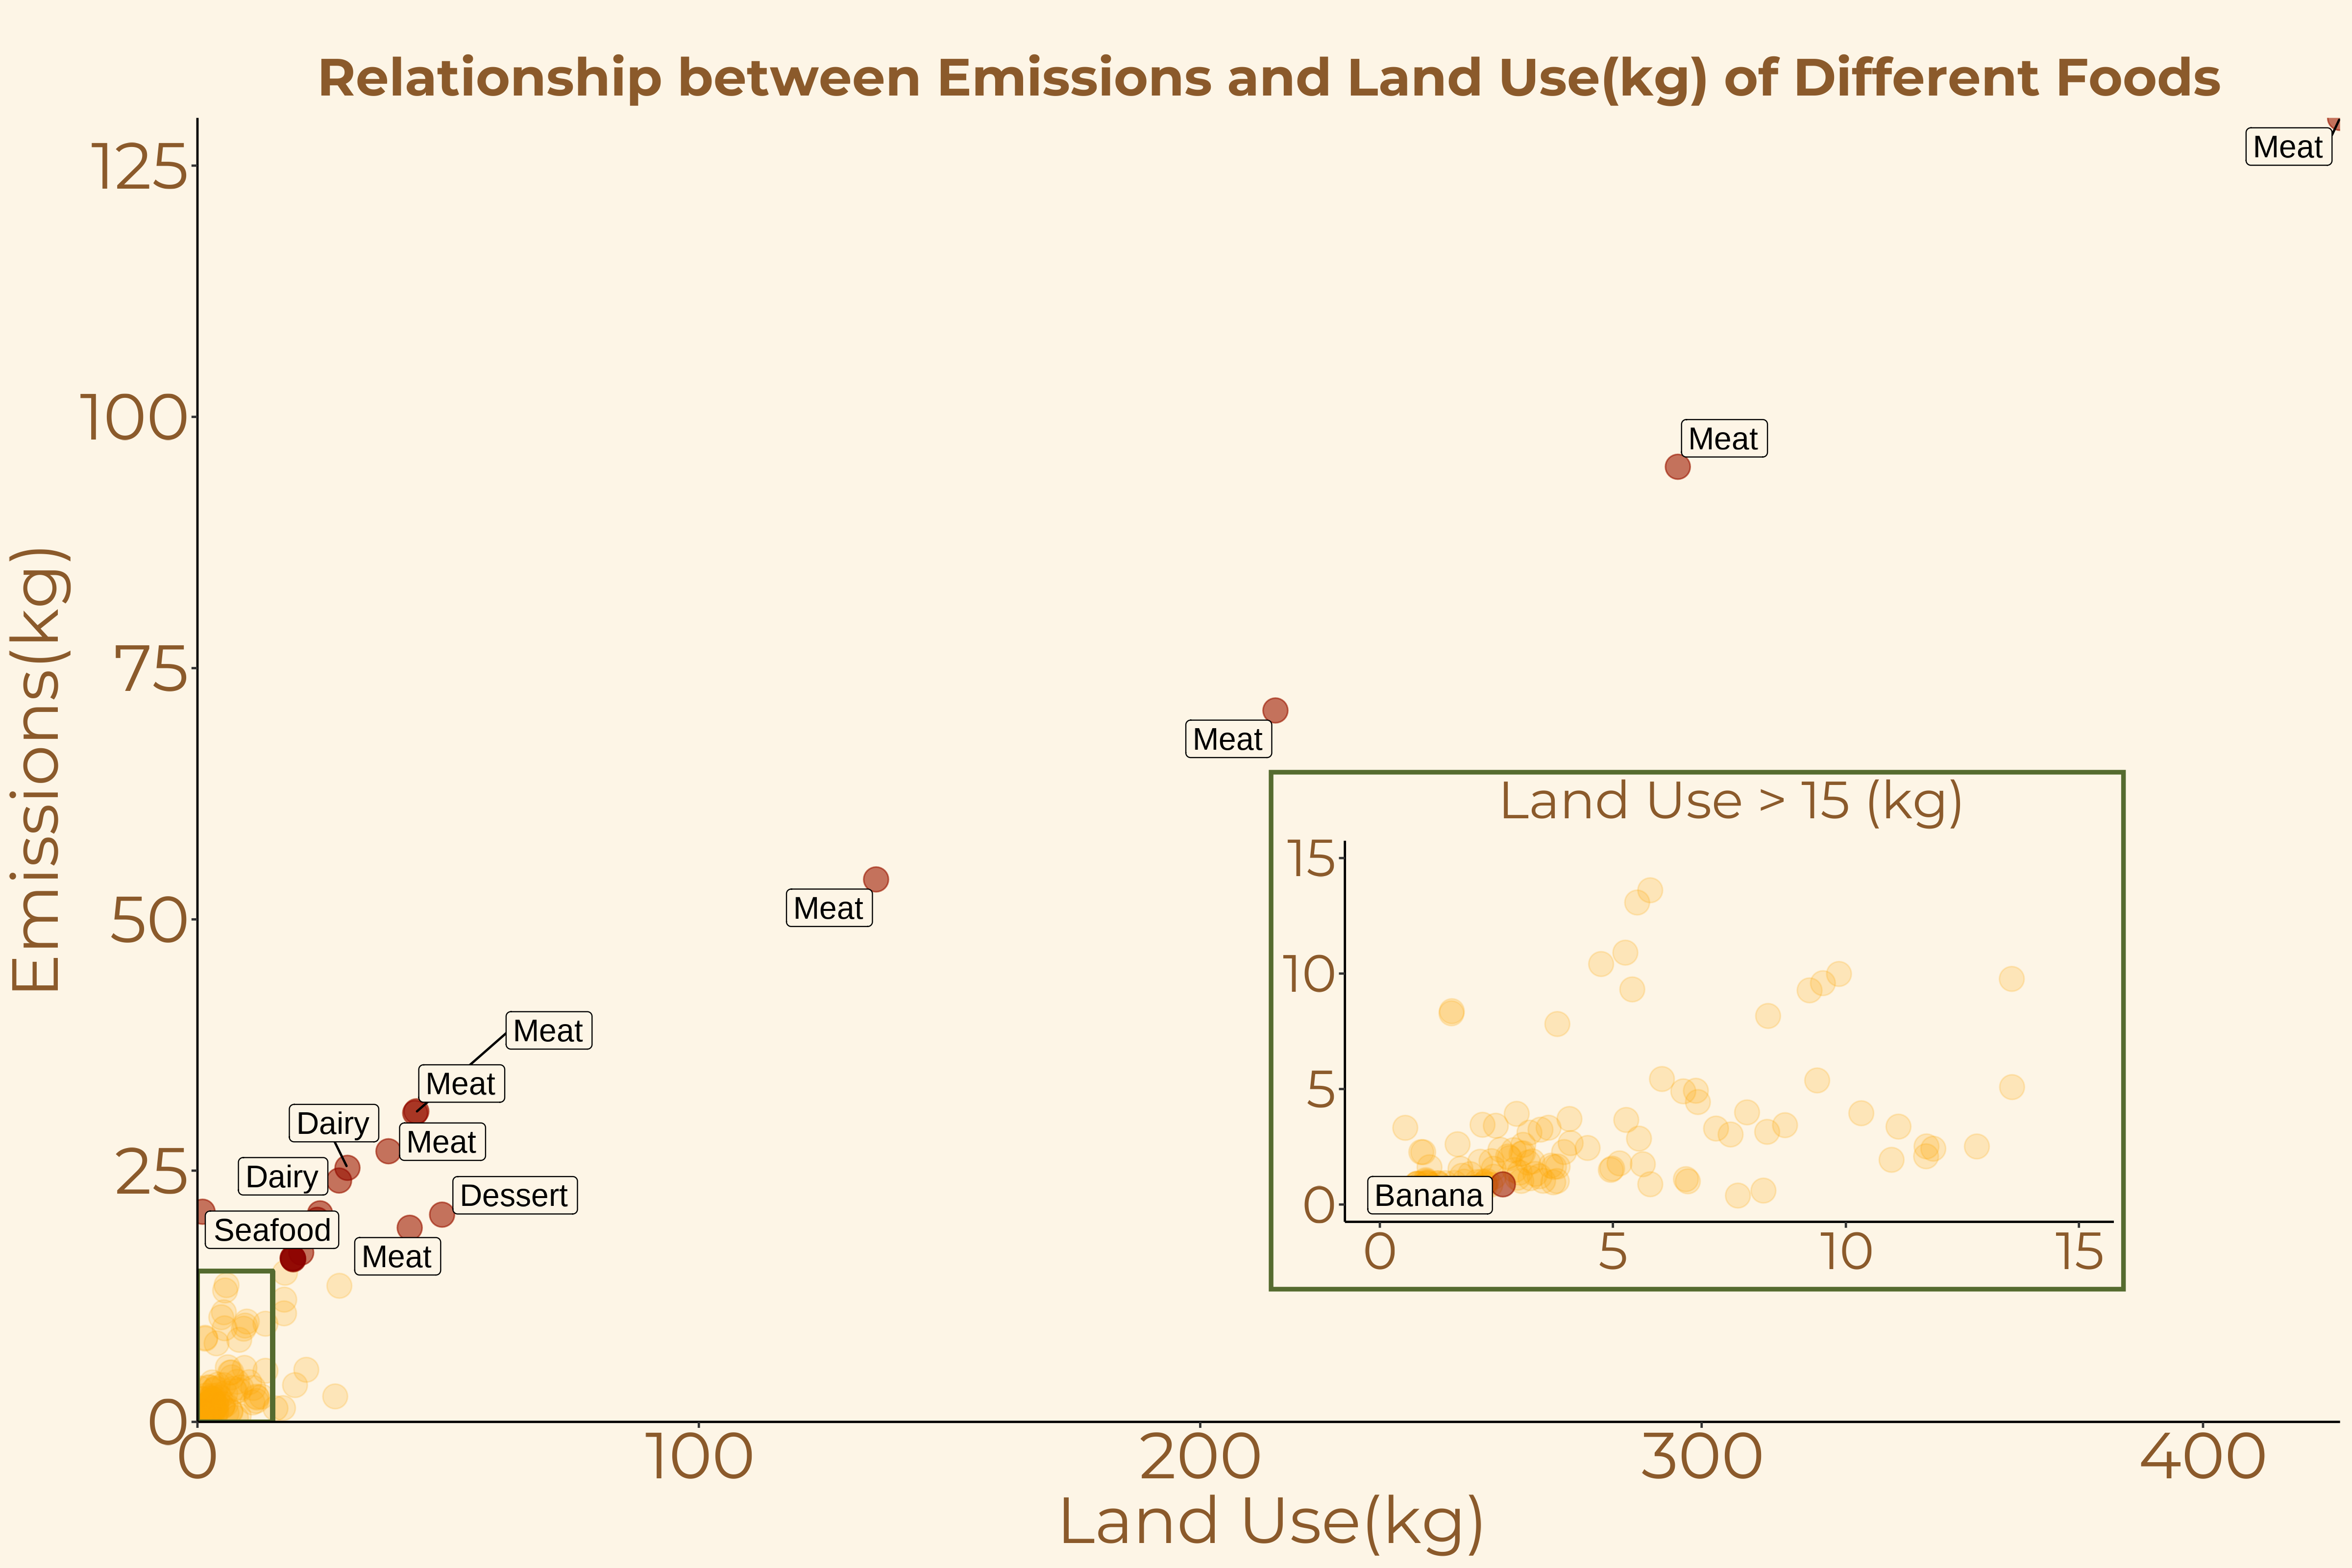 Relationship between Emissions and Land Use(kg) of Different Foods
125
Meat
100
Meat
Emissions(kg)
75
Meat
Land Use > 15 (kg)
15
50
Meat
10
Meat
Meat
5
Dairy
Meat
25
Dairy
Dessert
Banana
0
Seafood
Meat
0
5
10
15
0
0
100
200
300
400
Land Use(kg)